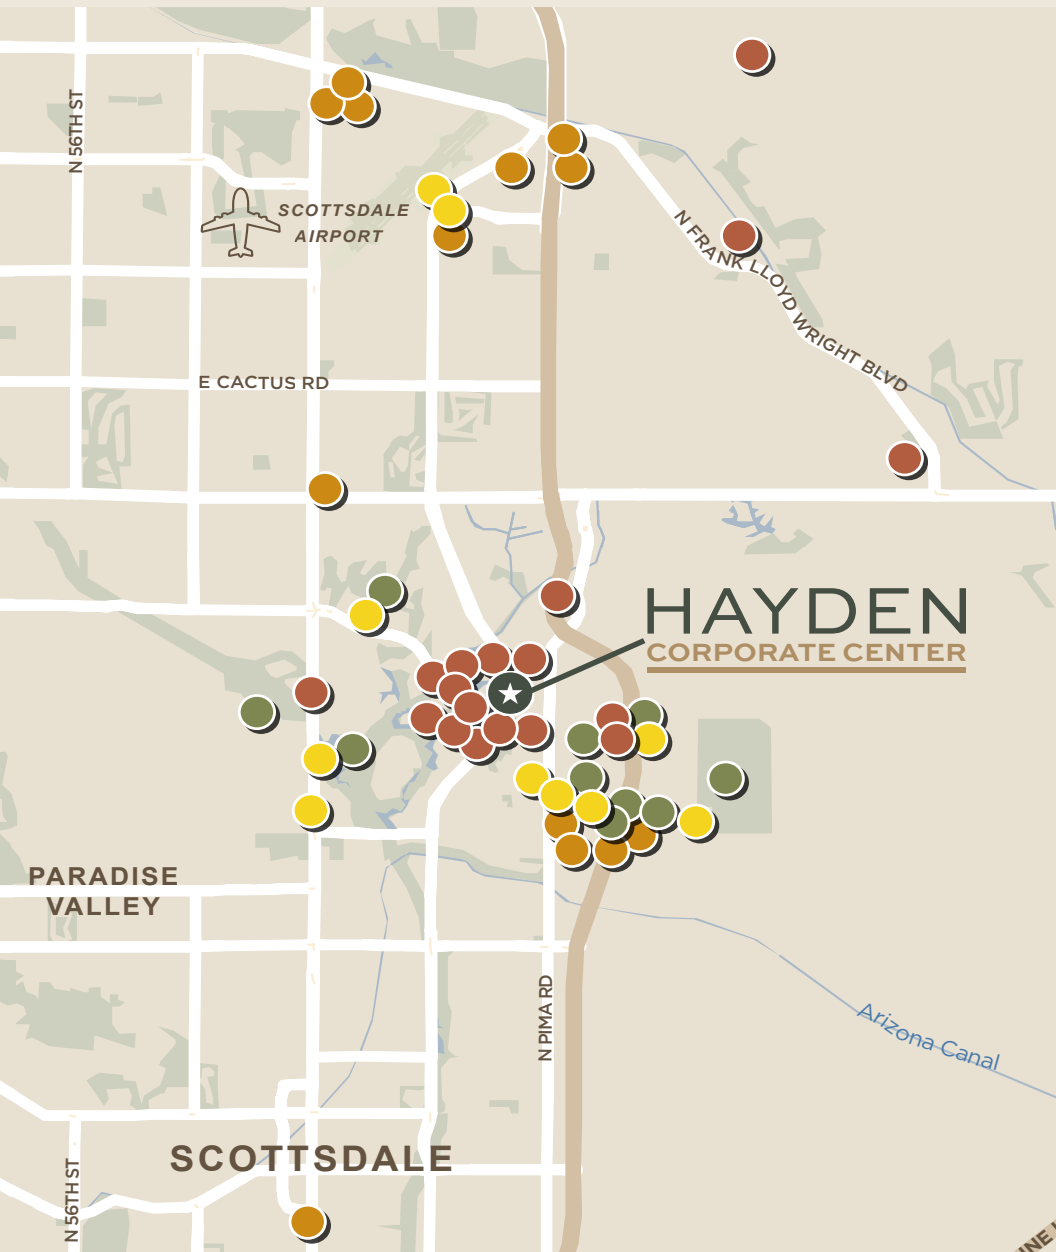 N 56TH ST
SCOTTSDALE
AIRPORT
N FRANK LLOYD WRIGHT BLVD
E CACTUS RD
HAYDEN
CORPORATE CENTER
PARADISE
VALLEY
N PIMA RD
Arizona Canal
SCOTTSDALE
N 56TH ST